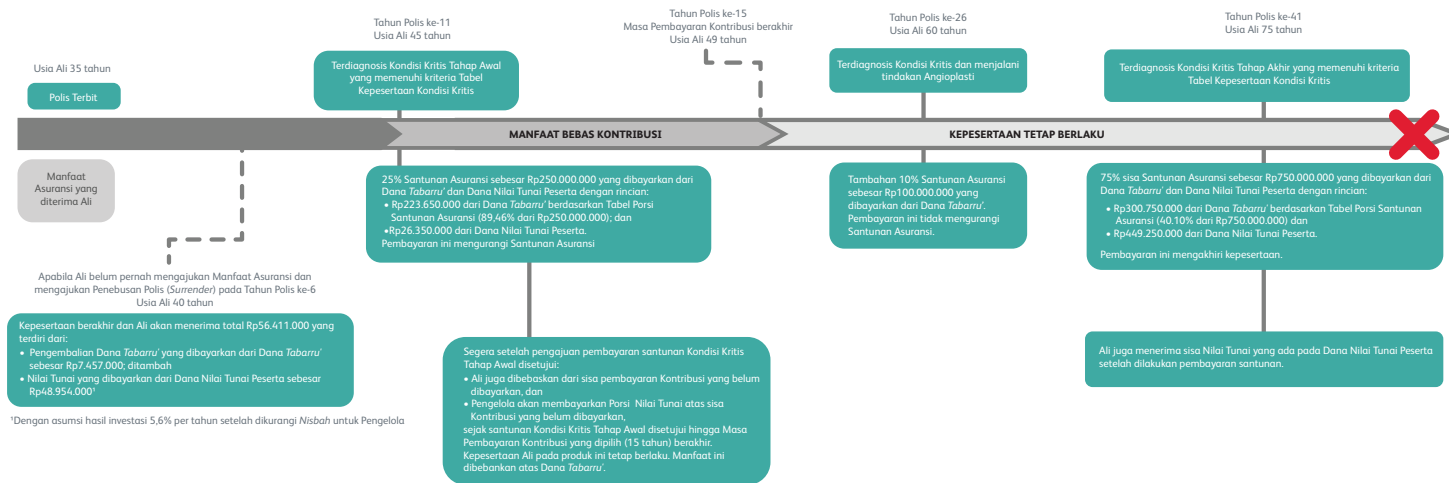 Usia Ali 35 tahun
Polis Terbit
Tahun Polis ke-11
Usia Ali 45 tahun
Terdiagnosis Kondisi Kritis Tahap Awal
yang memenuhi kriteria Tabel
Kepesertaan Kondisi Kritis
Tahun Polis ke-15
Masa Pembayaran Kontribusi berakhir
Usia Ali 49 tahun
Tahun Polis ke-26
Usia Ali 60 tahun
Terdiagnosis Kondisi Kritis dan menjalani
tindakan Angioplasti
Tahun Polis ke-41
Usia Ali 75 tahun
Terdiagnosis Kondisi Kritis Tahap Akhir yang memenuhi kriteria
Tabel Kepesertaan Kondisi Kritis
MANFAAT BEBAS KONTRIBUSI
KEPESERTAAN TETAP BERLAKU
Manfaat
Asuransi yang
diterima Ali
25% Santunan Asuransi sebesar Rp250.000.000 yang dibayarkan dari
Dana Tabarru' dan Dana Nilai Tunai Peserta dengan rincian:
• Rp223.650.000 dari Dana Tabarru' berdasarkan Tabel Porsi
Santunan Asuransi (89,46% dari Rp250.000.000); dan
•Rp26.350.000 dari Dana Nilai Tunai Peserta.
Pembayaran ini mengurangi Santunan Asuransi
Tambahan 10% Santunan Asuransi
sebesar Rp100.000.000 yang
dibayarkan dari Dana Tabarru'.
Pembayaran ini tidak mengurangi
Santunan Asuransi.
75% sisa Santunan Asuransi sebesar Rp750.000.000 yang dibayarkan dari
Dana Tabarru' dan Dana Nilai Tunai Peserta dengan rincian:
• Rp300.750.000 dari Dana Tabarru' berdasarkan Tabel Porsi Santunan
Asuransi (40.10% dari Rp750.000.000) dan
• Rp449.250.000 dari Dana Nilai Tunai Peserta.
Pembayaran ini mengakhiri kepesertaan.
Apabila Ali belum pernah mengajukan Manfaat Asuransi dan
mengajukan Penebusan Polis (Surrender) pada Tahun Polis ke-6
Usia Ali 40 tahun
Kepesertaan berakhir dan Ali akan menerima total Rp56.411.000 yang
terdiri dari:
• Pengembalian Dana Tabarru' yang dibayarkan dari Dana Tabarru'
sebesar Rp7.457.000; ditambah
• Nilai Tunai yang dibayarkan dari Dana Nilai Tunai Peserta sebesar
Rp48.954.000¹
¹Dengan asumsi hasil investasi 5,6% per tahun setelah dikurangi Nisbah untuk Pengelola
Segera setelah pengajuan pembayaran santunan Kondisi Kritis
Tahap Awal disetujui:
• Ali juga dibebaskan dari sisa pembayaran Kontribusi yang belum
dibayarkan, dan
• Pengelola akan membayarkan Porsi Nilai Tunai atas sisa
Kontribusi yang belum dibayarkan,
sejak santunan Kondisi Kritis Tahap Awal disetujui hingga Masa
Pembayaran Kontribusi yang dipilih (15 tahun) berakhir.
Kepesertaan Ali pada produk ini tetap berlaku. Manfaat ini
dibebankan atas Dana Tabarru'.
Ali juga menerima sisa Nilai Tunai yang ada pada Dana Nilai Tunai Peserta
setelah dilakukan pembayaran santunan.